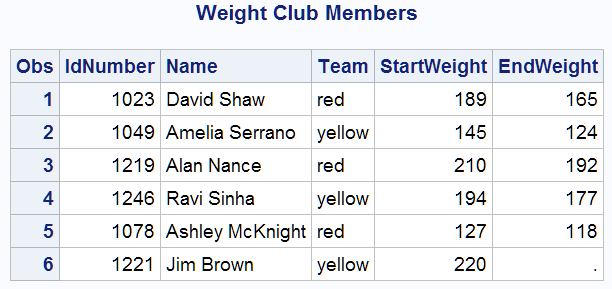 Weight Club Members
Obs IdNumber Name Team StartWeight EndWeight
1 1023 David Shaw red 189 165
2 1049 Amelia Serrano yellow 145 124
3 1219 Alan Nance red 210 192
4 1246 Ravi Sinha yellow 194 177
5 1078 Ashley McKnight red 127 118
6 1221 Jim Brown yellow 220 .